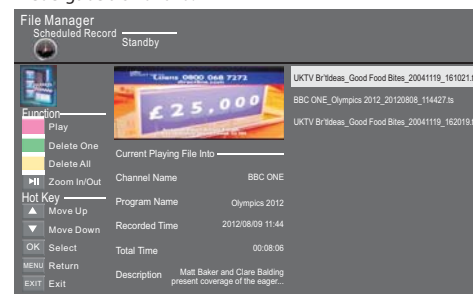 File Manager
Scheduled Record
Standby
Function
Play
Delete One
Delete All
Zoom In/Out
Hot Key
Move Up
Move Down
OK Select
MENU Return
EXIT Exit
0800 068 7272
£25,000
Current Playing File Into
Channel Name BBC ONE
Program Name Olympics 2012
Recorded Time 2012/08/09 11:44
Total Time 00:08:06
Description Matt Baker and Clare Balding
present coverage of the eager...
UKTV Br'tIdeas_Good Food Bites_20041119_161021.t
BBC ONE_Olympics 2012_20120808_114427.ts
UKTV Br'tIdeas_Good Food Bites_20041119_162019.t